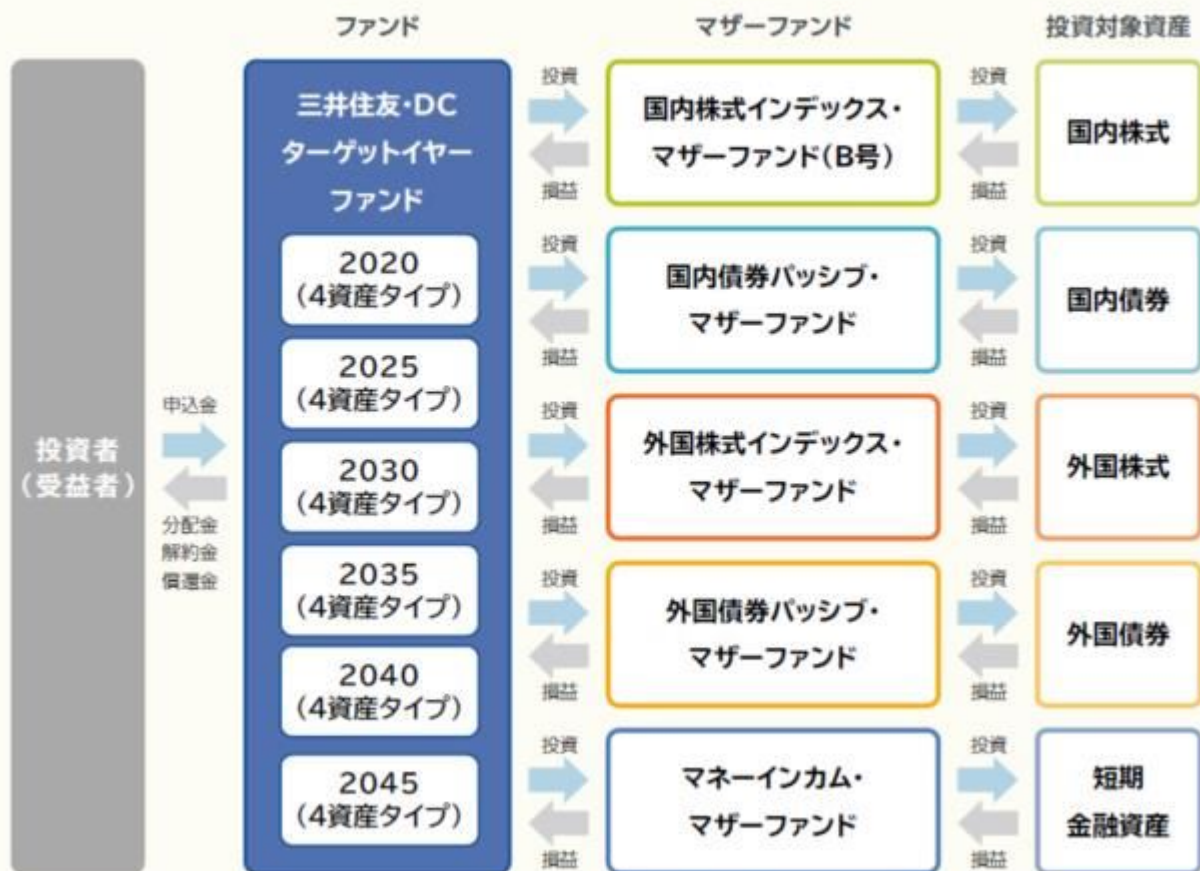 ファンド
マザーファンド
投資対象資産
投資者
(受益者)
申込金
分配金
解約金
償還金
三井住友・DC
ターゲットイヤー
ファンド
2020
(4資産タイプ)
2025
(4資産タイプ)
2030
(4資産タイプ)
2035
(4資産タイプ)
2040
(4資産タイプ)
2045
(4資産タイプ)
投資
損益
国内株式インデックス・
マザーファンド(B号)
投資
損益
国内株式
投資
損益
国内債券パッシブ・
マザーファンド
投資
損益
国内債券
投資
損益
外国株式インデックス・
マザーファンド
投資
損益
外国株式
投資
損益
外国債券パッシブ・
マザーファンド
投資
損益
外国債券
投資
損益
マネーインカム・
マザーファンド
投資
損益
短期
金融資産